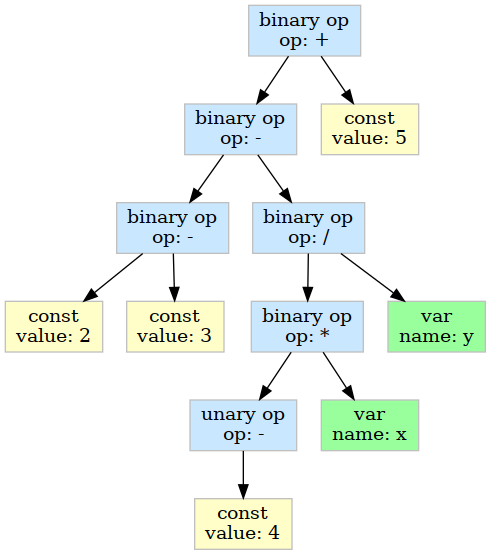 binary op
op: +
binary op
op: -
const
value: 5
binary op
op: -
binary op
op: /
const
value: 2
const
value: 3
binary op
op: *
var
name: y
unary op
op: -
var
name: x
const
value: 4